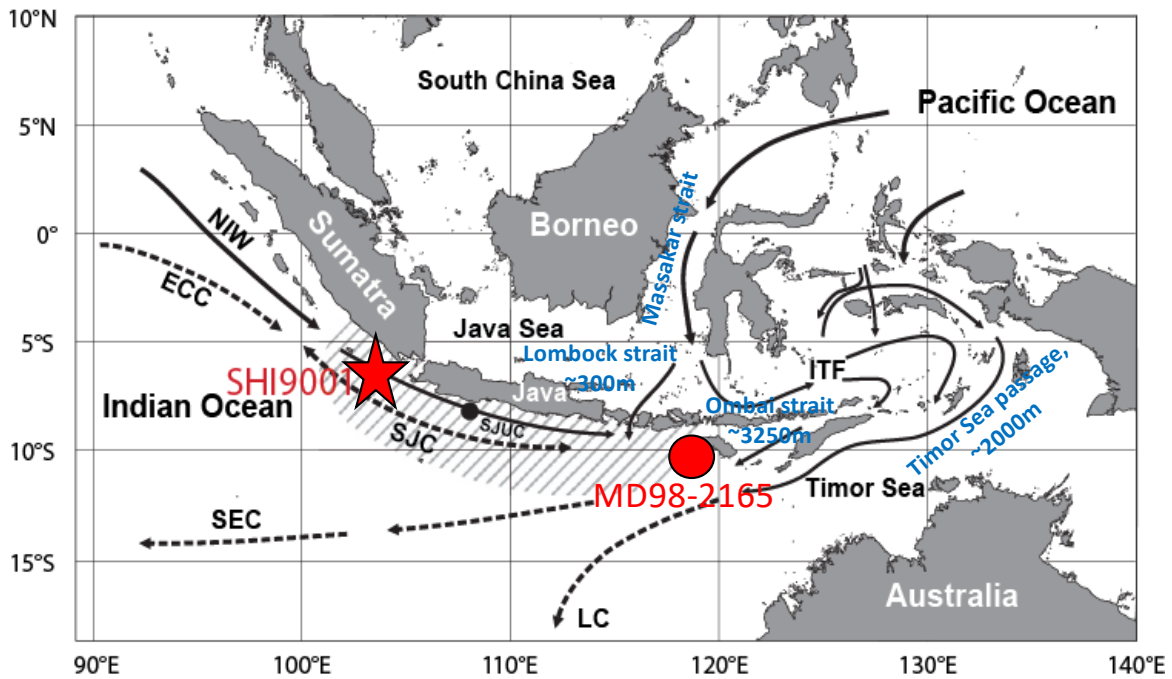 10°N
5°N
0°
5°S
10°S
15°S
90°E
100°E
110°E
120°E
130°E
140°E
South China Sea
Pacific Ocean
Borneo
Sumatra
Massakar strait
NIW
ECC
Java Sea
Lombock strait
~300m
Java
ITF
SHI9001
Indian Ocean
SJUC
SJC
Ombai strait
~3250m
Timor Sea passage,
~2000m
MD98-2165
Timor Sea
SEC
LC
Australia